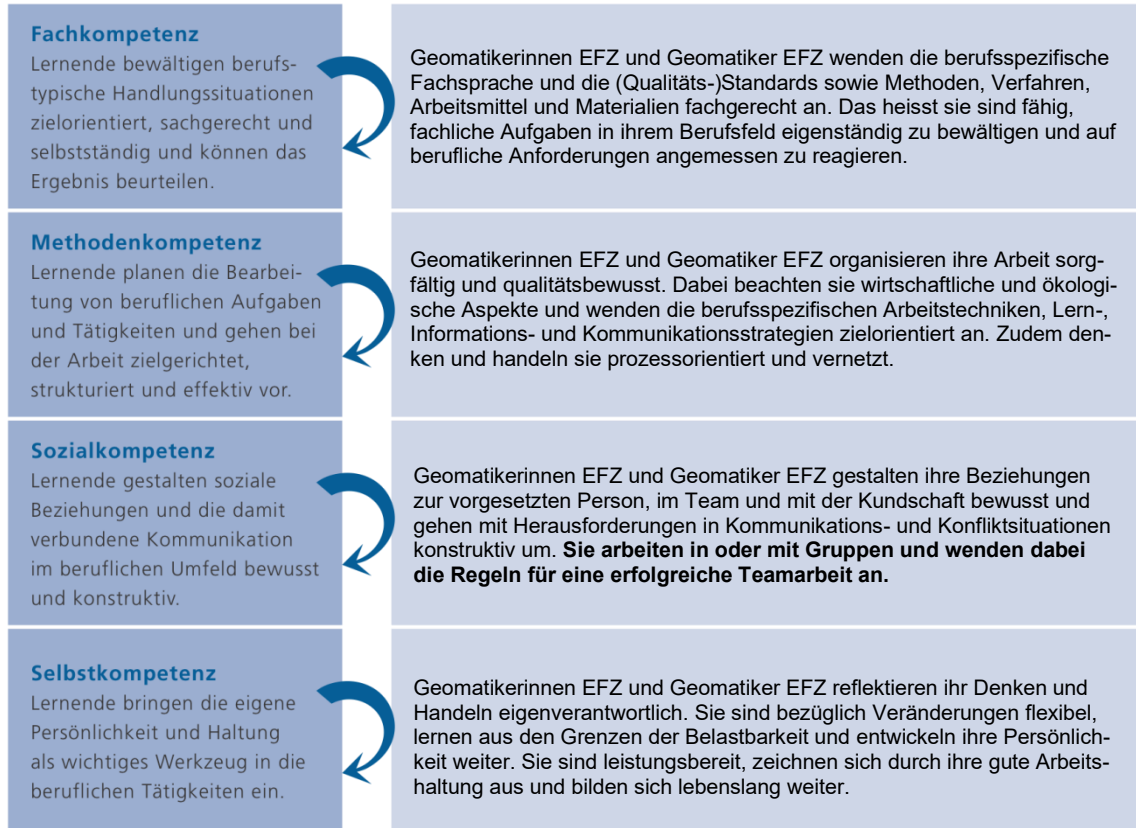 Fachkompetenz
Lernende bewältigen berufs-
typische Handlungssituationen
zielorientiert, sachgerecht und
selbstständig und können das
Ergebnis beurteilen.
Geomatikerinnen EFZ und Geomatiker EFZ wenden die berufsspezifische
Fachsprache und die (Qualitäts-)Standards sowie Methoden, Verfahren,
Arbeitsmittel und Materialien fachgerecht an. Das heisst sie sind fähig,
fachliche Aufgaben in ihrem Berufsfeld eigenständig zu bewältigen und auf
berufliche Anforderungen angemessen zu reagieren.
Methodenkompetenz
Lernende planen die Bearbei-
tung von beruflichen Aufgaben
und Tätigkeiten und gehen bei
der Arbeit zielgerichtet,
strukturiert und effektiv vor.
Geomatikerinnen EFZ und Geomatiker EFZ organisieren ihre Arbeit sorg-
fältig und qualitätsbewusst. Dabei beachten sie wirtschaftliche und ökologi-
sche Aspekte und wenden die berufsspezifischen Arbeitstechniken, Lern-,
Informations- und Kommunikationsstrategien zielorientiert an. Zudem den-
ken und handeln sie prozessorientiert und vernetzt.
Sozialkompetenz
Lernende gestalten soziale
Beziehungen und die damit
verbundene Kommunikation
im beruflichen Umfeld bewusst
und konstruktiv.
Geomatikerinnen EFZ und Geomatiker EFZ gestalten ihre Beziehungen
zur vorgesetzten Person, im Team und mit der Kundschaft bewusst und
gehen mit Herausforderungen in Kommunikations- und Konfliktsituationen
konstruktiv um. Sie arbeiten in oder mit Gruppen und wenden dabei
die Regeln für eine erfolgreiche Teamarbeit an.
Selbstkompetenz
Lernende bringen die eigene
Persönlichkeit und Haltung
als wichtiges Werkzeug in die
beruflichen Tätigkeiten ein.
Geomatikerinnen EFZ und Geomatiker EFZ reflektieren ihr Denken und
Handeln eigenverantwortlich. Sie sind bezüglich Veränderungen flexibel,
lernen aus den Grenzen der Belastbarkeit und entwickeln ihre Persönlich-
keit weiter. Sie sind leistungsbereit, zeichnen sich durch ihre gute Arbeits-
haltung aus und bilden sich lebenslang weiter.